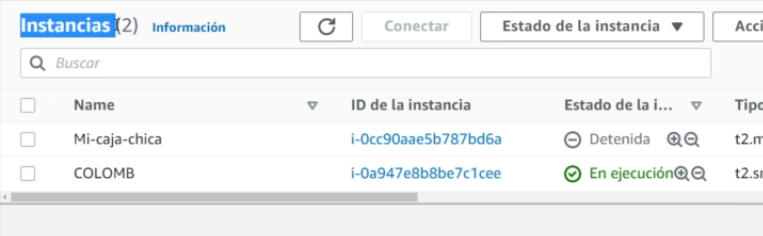 Instancias (2) Información Conectar Estado de la instancia Acci
Buscar
Name ID de la instancia Estado de la i... Tipo
Mi-caja-chica i-0cc90aae5b787bd6a Detenida t2.m
COLOMB i-0a947e8b8be7c1cee En ejecución t2.sr